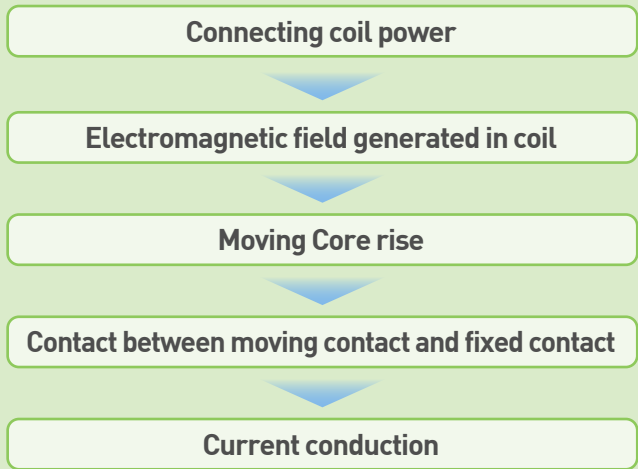 Connecting coil power
Electromagnetic field generated in coil
Moving Core rise
Contact between moving contact and fixed contact
Current conduction